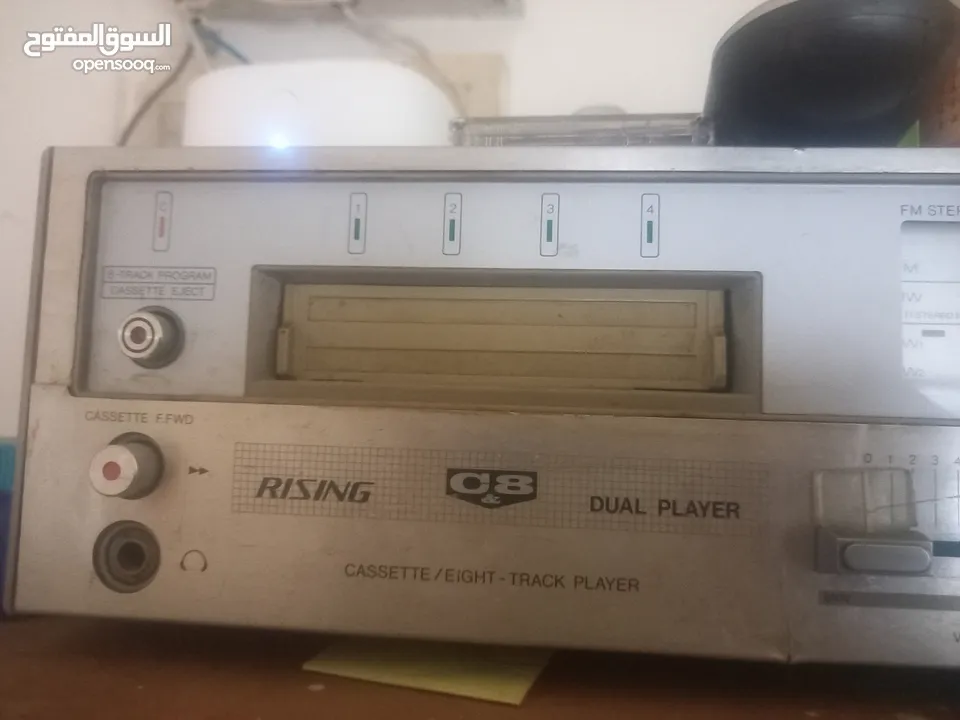 السوق المفتوح
opensooq.com
C 1 2 3 4
FM STER
8-TRACK PROGRAM
CASSETTE EJECT
CASSETTE F.FWD
0 1 2 3 4
RISING C&8 DUAL PLAYER
CASSETTE/EIGHT-TRACK PLAYER